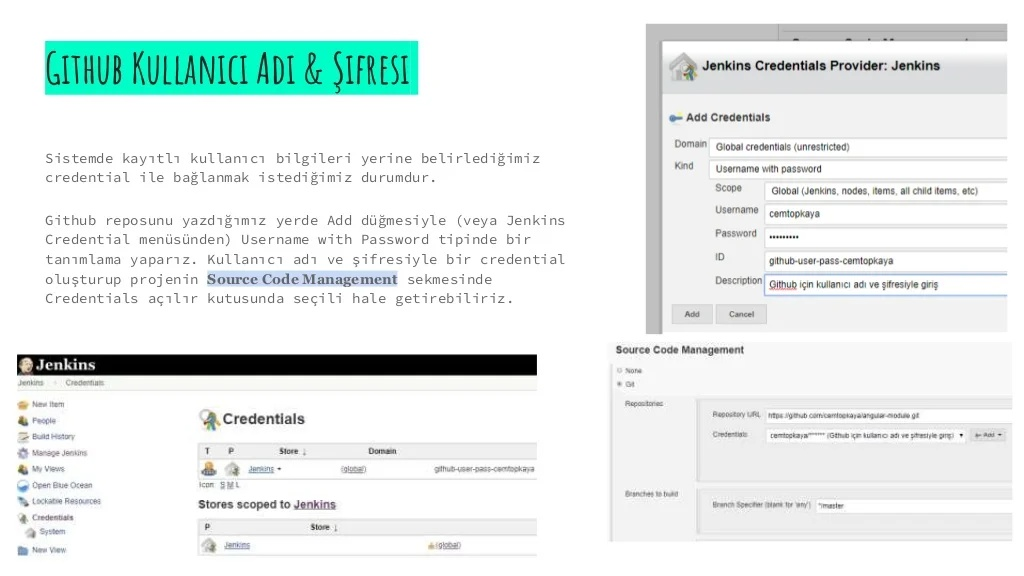 Github Kullanici Adi & Şifresi
Sistemde kayıtlı kullanıcı bilgileri yerine belirlediğimiz
credential ile bağlanmak istediğimiz durumdur.
Github reposunu yazdığımız yerde Add düğmesiyle (veya Jenkins
Credential menüsünden) Username with Password tipinde bir
tanımlama yaparız. Kullanıcı adı ve şifresiyle bir credential
oluşturup projenin Source Code Management sekmesinde
Credentials açılır kutusunda seçili hale getirebiliriz.
Jenkins Credentials Provider: Jenkins
Add Credentials
Domain Global credentials (unrestricted)
Kind Username with password
Scope Global (Jenkins, nodes, items, all child items, etc)
Username cemtopkaya
Password •••••••••
ID github-user-pass-cemtopkaya
Description Github için kullanıcı adı ve şifresiyle giriş
Add Cancel
Jenkins
Jenkins › Credentials
New Item
People
Build History
Manage Jenkins
My Views
Open Blue Ocean
Lockable Resources
Credentials
System
New View
Credentials
T P Store ↓ Domain
Jenkins (global) github-user-pass-cemtopkaya
Icon: S M L
Stores scoped to Jenkins
P Store ↓
Jenkins (global)
Source Code Management
None
Git
Repositories
Repository URL https://github.com/cemtopkaya/angular-module.git
Credentials cemtopkaya/****** (Github için kullanıcı adı ve şifresiyle giriş) Add
Branches to build
Branch Specifier (blank for 'any') */master